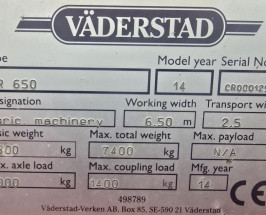 VÄDERSTAD
Model year Serial No
R 650 14
signation Working width Transport wi
ric machinery 6.50 m 2.5
sic weight Max. total weight Max. payload
kg 7400 kg N/A
x. axle load Max. coupling load Mfg. year
kg 1400 kg 14 CE
498789
Väderstad-Verken AB, Box 85, SE-590 21 Väderstad